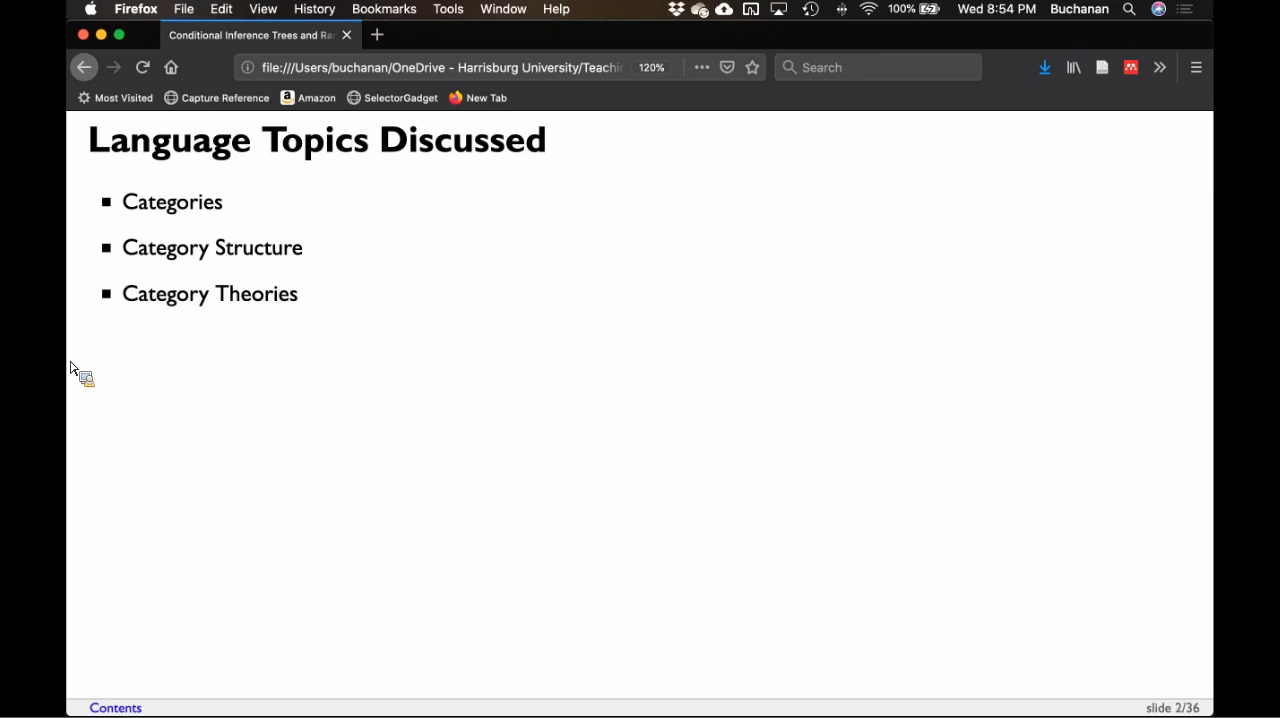 Firefox File Edit View History Bookmarks Tools Window Help 100% Wed 8:54 PM Buchanan
Conditional Inference Trees and Ra
file:///Users/buchanan/OneDrive - Harrisburg University/Teachi 120% Search
Most Visited Capture Reference Amazon SelectorGadget New Tab
Language Topics Discussed
Categories
Category Structure
Category Theories
Contents slide 2/36